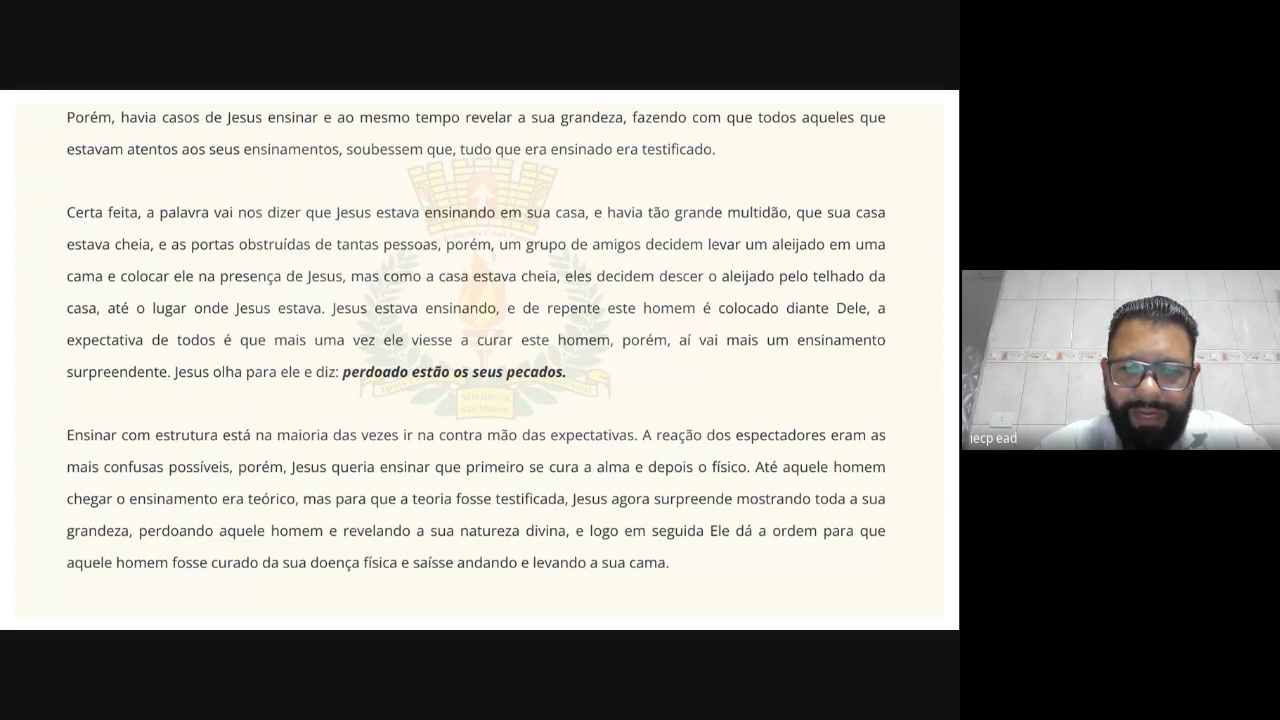 Porém, havia casos de Jesus ensinar e ao mesmo tempo revelar a sua grandeza, fazendo com que todos aqueles que
estavam atentos aos seus ensinamentos, soubessem que, tudo que era ensinado era testificado.
Certa feita, a palavra vai nos dizer que Jesus estava ensinando em sua casa, e havia tão grande multidão, que sua casa
estava cheia, e as portas obstruídas de tantas pessoas, porém, um grupo de amigos decidem levar um aleijado em uma
cama e colocar ele na presença de Jesus, mas como a casa estava cheia, eles decidem descer o aleijado pelo telhado da
casa, até o lugar onde Jesus estava. Jesus estava ensinando, e de repente este homem é colocado diante Dele, a
expectativa de todos é que mais uma vez ele viesse a curar este homem, porém, aí vai mais um ensinamento
surpreendente. Jesus olha para ele e diz: perdoado estão os seus pecados.
Ministério
São Mateus
Ensinar com estrutura está na maioria das vezes ir na contra mão das expectativas. A reação dos espectadores eram as
mais confusas possíveis, porém, Jesus queria ensinar que primeiro se cura a alma e depois o físico. Até aquele homem
chegar o ensinamento era teórico, mas para que a teoria fosse testificada, Jesus agora surpreende mostrando toda a sua
grandeza, perdoando aquele homem e revelando a sua natureza divina, e logo em seguida Ele dá a ordem para que
aquele homem fosse curado da sua doença física e saísse andando e levando a sua cama.
iecp ead